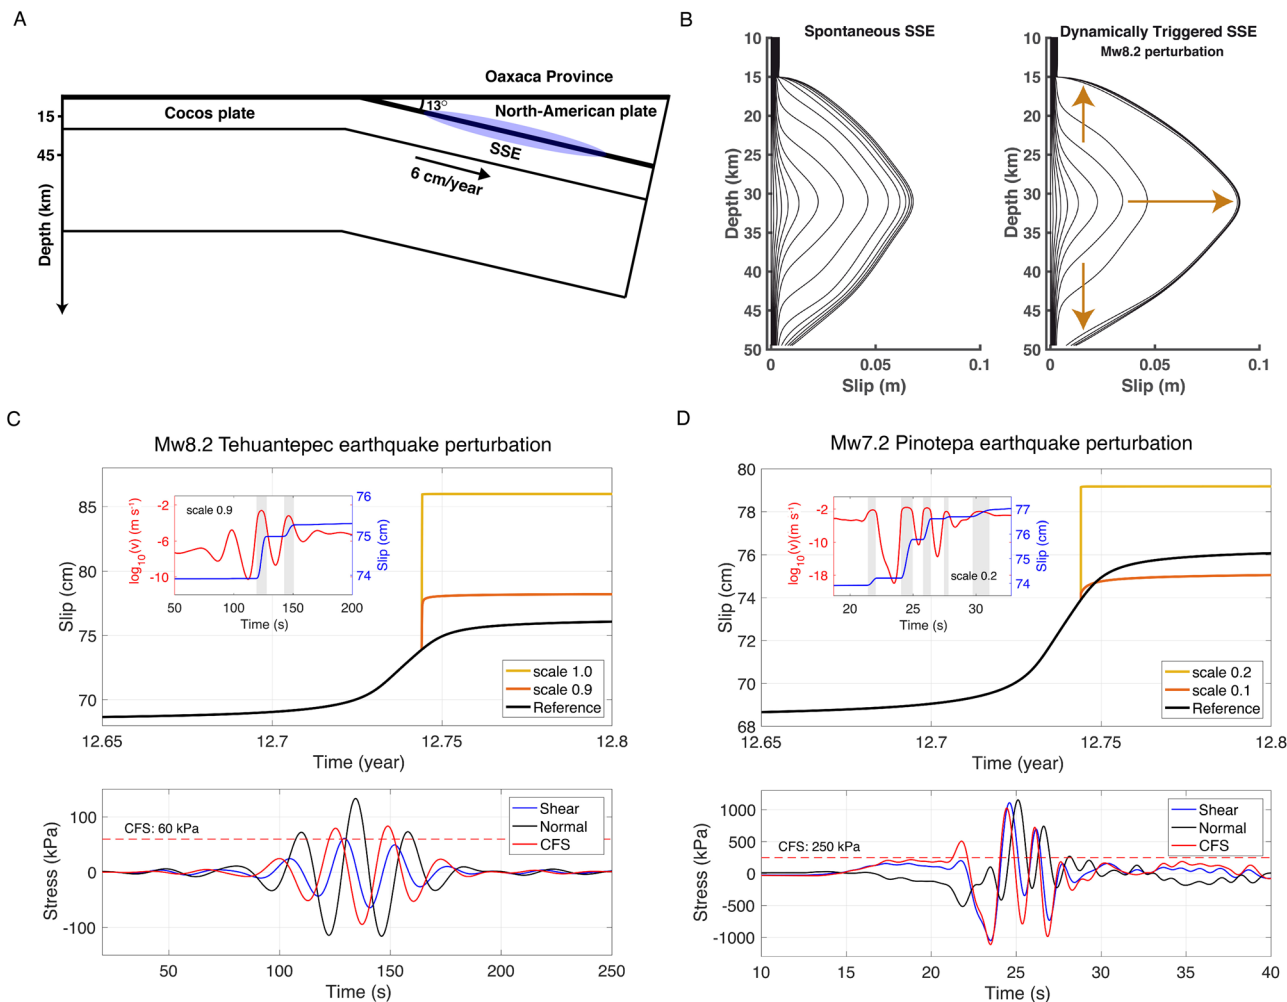 A
Oaxaca Province
Cocos plate
13°
North-American plate
SSE
6 cm/year
15
45
Depth (km)
B
Spontaneous SSE
Dynamically Triggered SSE
Mw8.2 perturbation
10
15
20
25
30
35
40
45
50
Depth (km)
0
0.05
0.1
Slip (m)
10
15
20
25
30
35
40
45
50
Depth (km)
0
0.05
0.1
Slip (m)
C
Mw8.2 Tehuantepec earthquake perturbation
85
80
75
70
Slip (cm)
12.65
12.7
12.75
12.8
Time (year)
scale 1.0
scale 0.9
Reference
scale 0.9
-2
-6
-10
log10(v) (m s⁻¹)
76
75
74
Slip (cm)
50
100
150
200
Time (s)
CFS: 60 kPa
Shear
Normal
CFS
100
0
-100
Stress (kPa)
50
100
150
200
250
Time (s)
D
Mw7.2 Pinotepa earthquake perturbation
80
78
76
74
72
70
68
Slip (cm)
12.65
12.7
12.75
12.8
Time (year)
scale 0.2
scale 0.1
Reference
scale 0.2
-2
-10
-18
log10(v)(m s⁻¹)
77
76
75
74
Slip (cm)
20
25
30
Time (s)
CFS: 250 kPa
Shear
Normal
CFS
1000
500
0
-500
-1000
Stress (kPa)
10
15
20
25
30
35
40
Time (s)